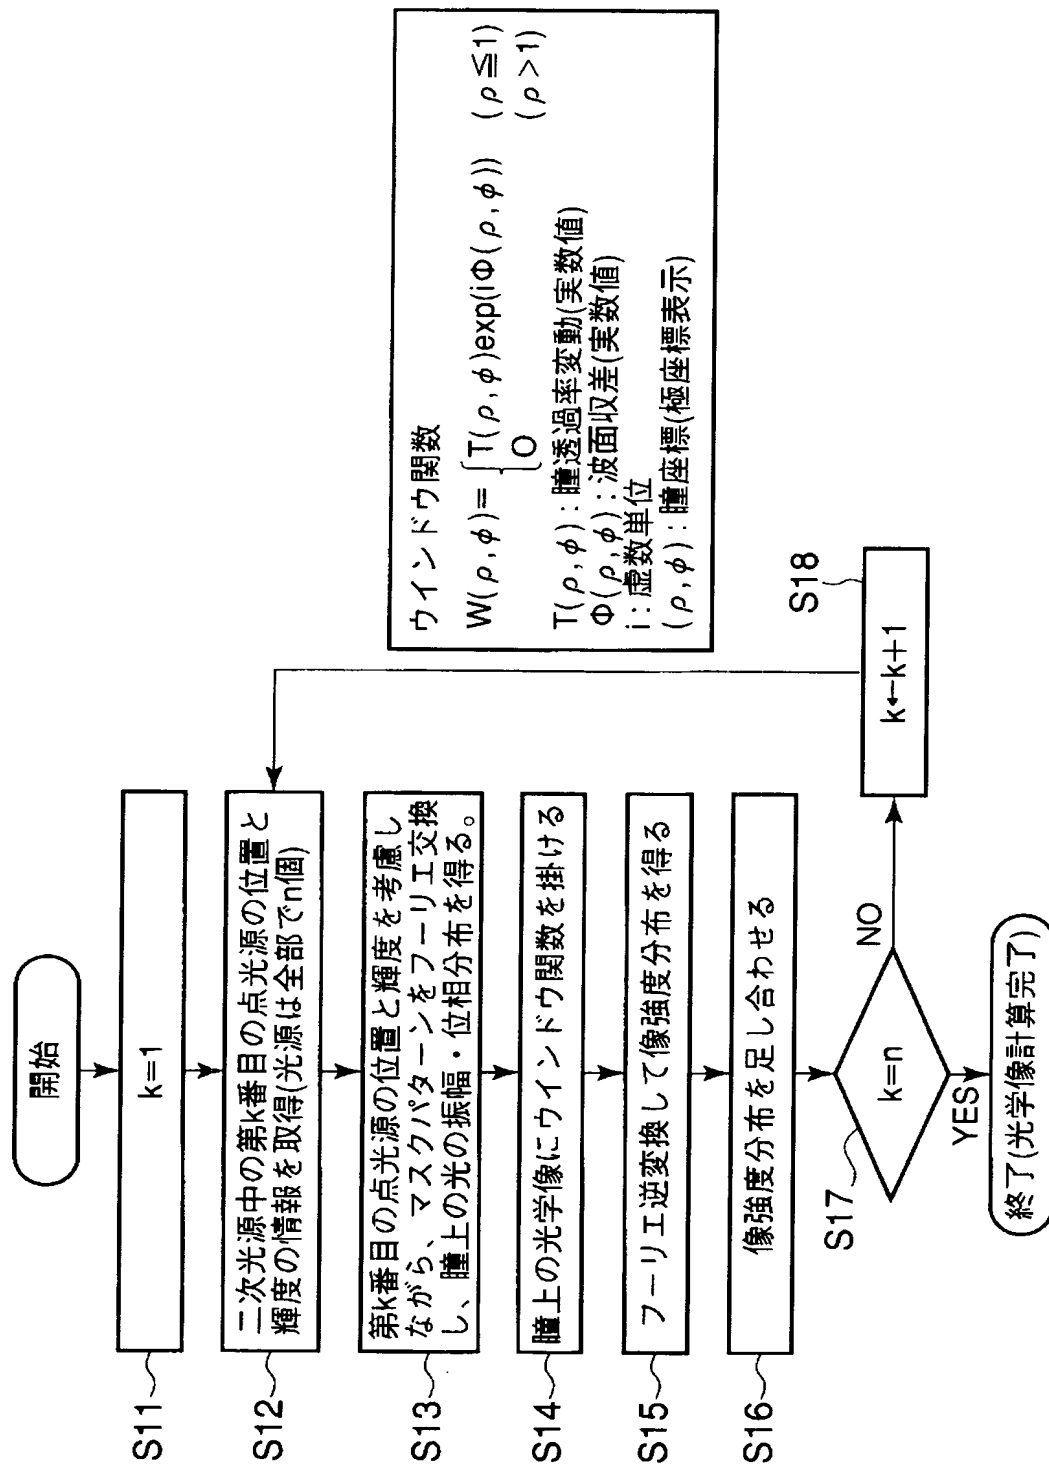 開始
S11
k=1
S12
二次光源中の第k番目の点光源の位置と
輝度の情報を取得(光源は全部でn個)
S13
第k番目の点光源の位置と輝度を考慮し
ながら、マスクパターンをフーリエ交換
し、瞳上の光の振幅・位相分布を得る。
S14
瞳上の光学像にウインドウ関数を掛ける
S15
フーリエ逆変換して像強度分布を得る
S16
像強度分布を足し合わせる
S17
k=n
NO
YES
S18
k←k+1
終了(光学像計算完了)
ウインドウ関数
W(ρ,φ)={T(ρ,φ)exp(iΦ(ρ,φ)) (ρ≦1)
0 (ρ>1)
T(ρ,φ):瞳透過率変動(実数値)
Φ(ρ,φ):波面収差(実数値)
i:虚数単位
(ρ,φ):瞳座標(極座標表示)